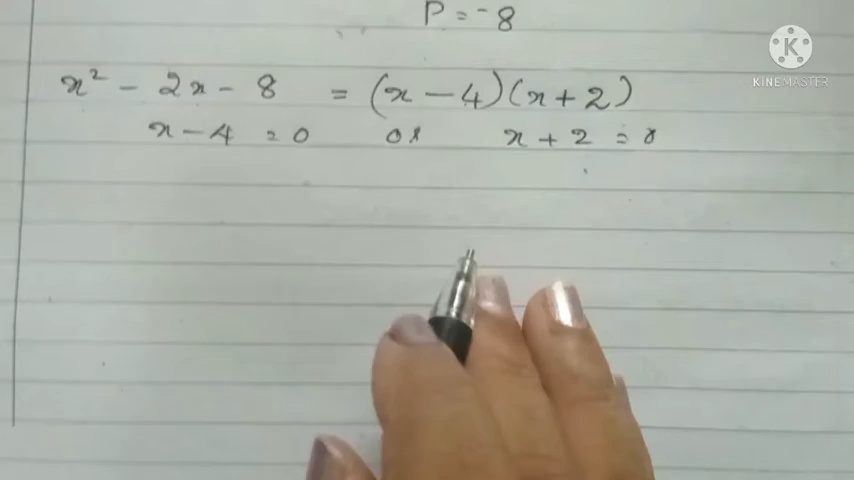 P = -8
K
KINEMASTER
x² - 2x - 8 = (x - 4)(x + 2)
x - 4 = 0 or x + 2 = 0